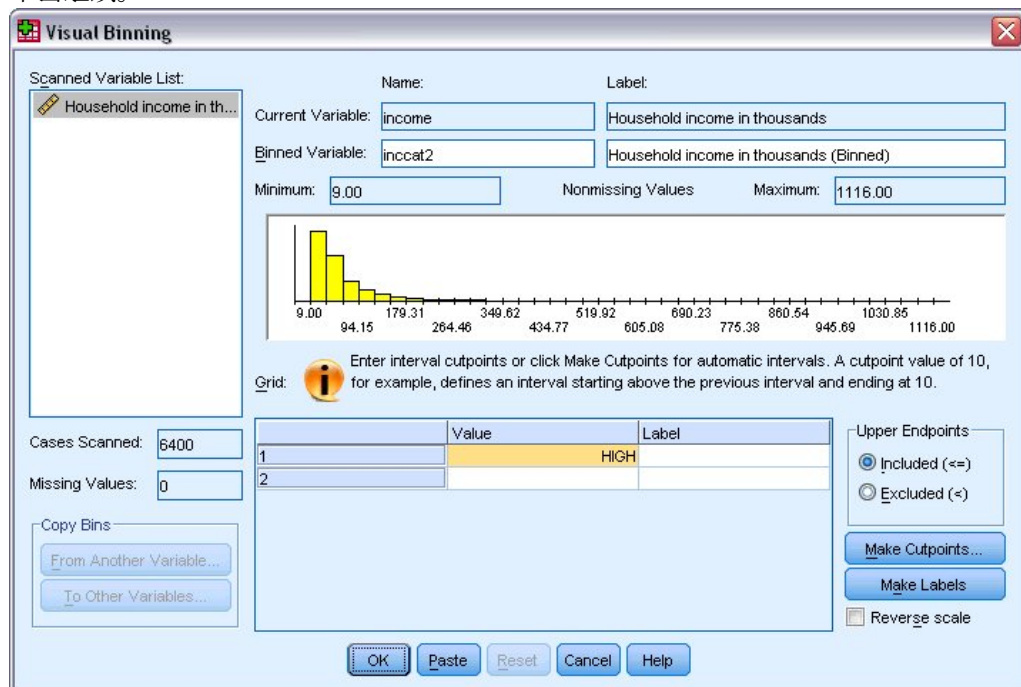 Visual Binning
Scanned Variable List:
Household income in th...
Name:
Label:
Current Variable: income Household income in thousands
Binned Variable: inccat2 Household income in thousands (Binned)
Minimum: 9.00 Nonmissing Values Maximum: 1116.00
9.00 179.31 349.62 519.92 690.23 860.54 1030.85
94.15 264.46 434.77 605.08 775.38 945.69 1116.00
Grid:
Enter interval cutpoints or click Make Cutpoints for automatic intervals. A cutpoint value of 10,
for example, defines an interval starting above the previous interval and ending at 10.
Cases Scanned: 6400
Missing Values: 0
Copy Bins
From Another Variable...
To Other Variables...
Value Label
1 HIGH
2
Upper Endpoints
Included (<=)
Excluded (<)
Make Cutpoints...
Make Labels
Reverse scale
OK Paste Reset Cancel Help